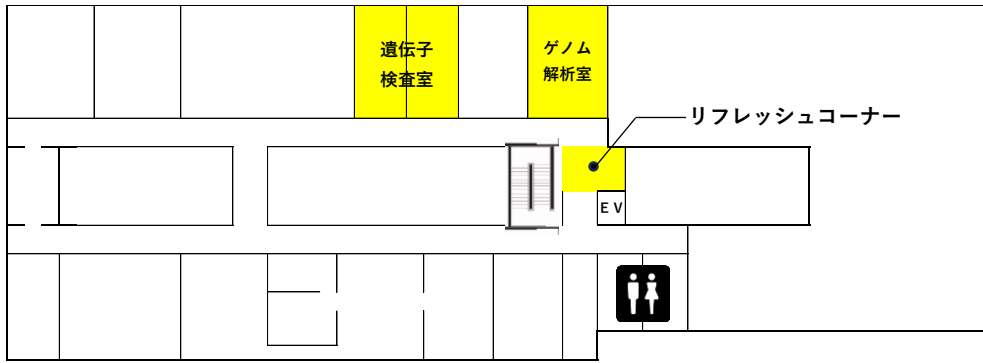 遺伝子
検査室
ゲノム
解析室
リフレッシュコーナー
EV